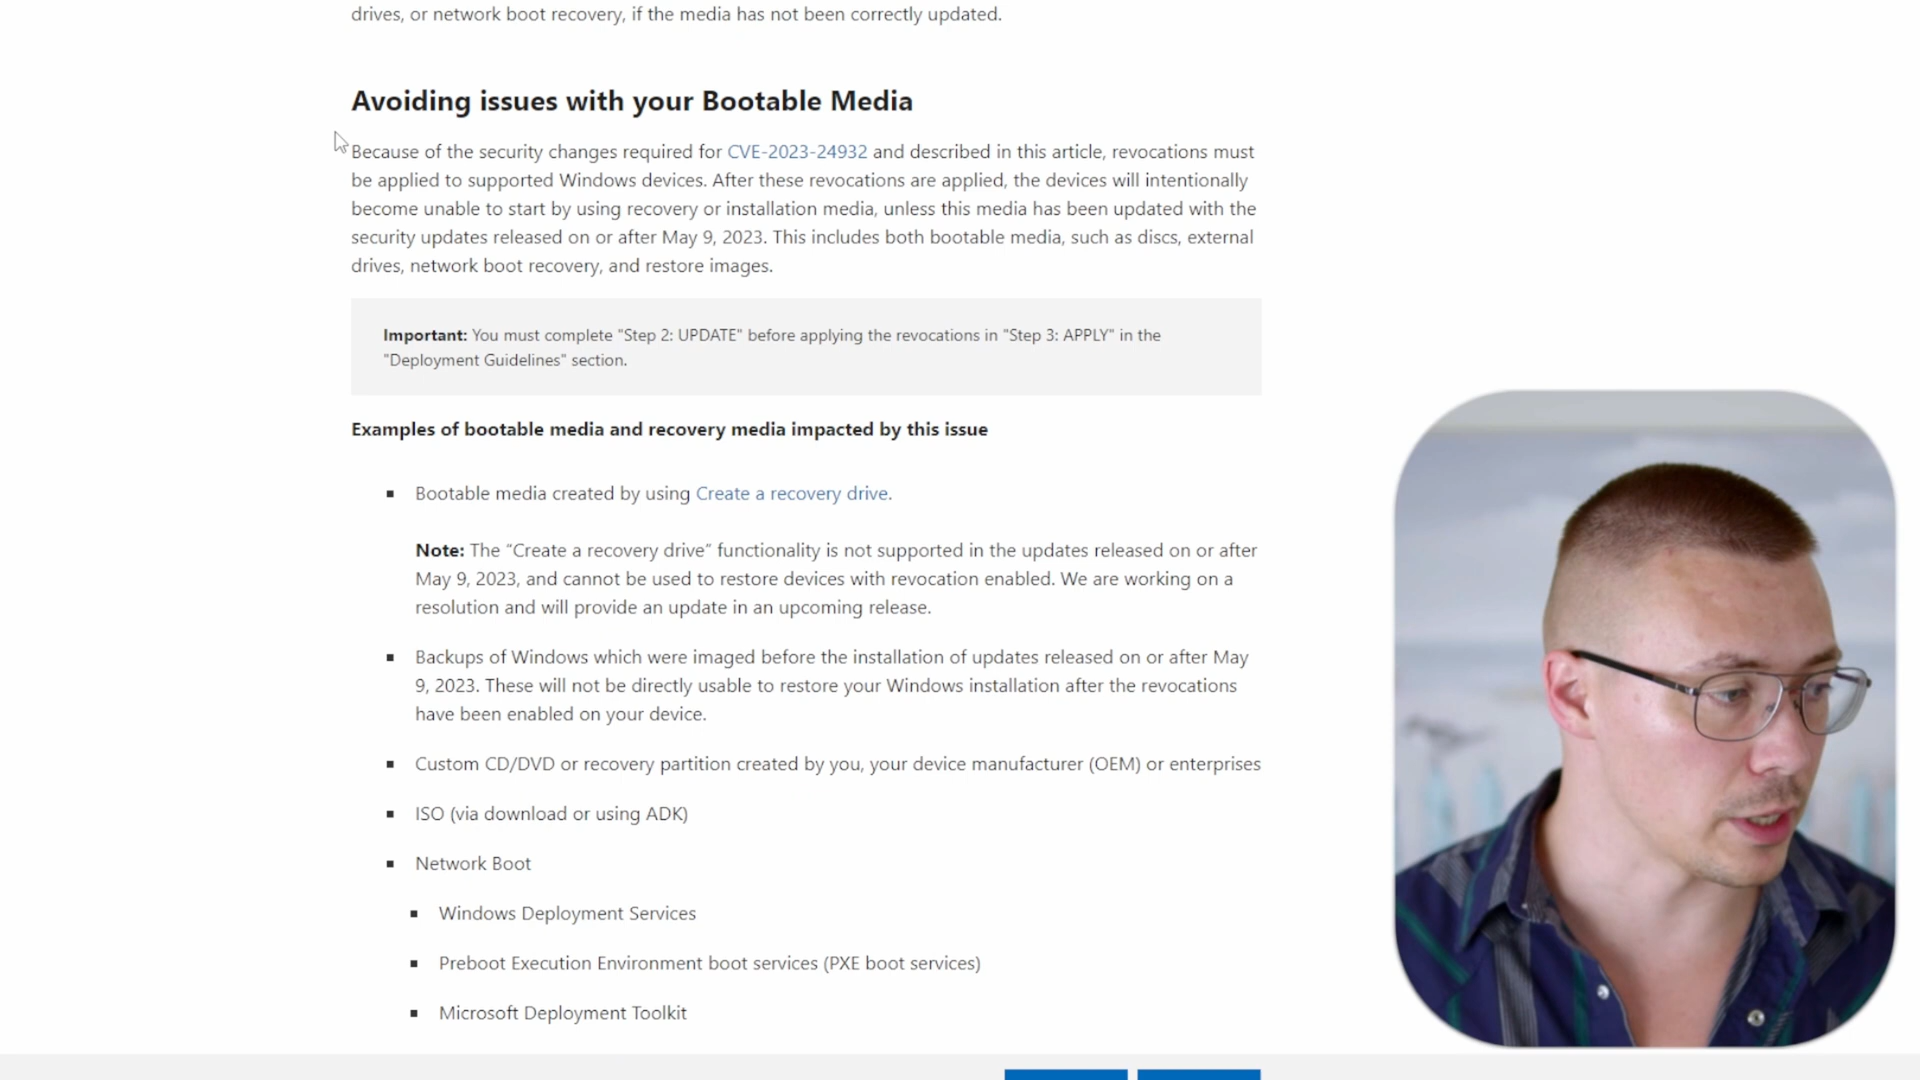 drives, or network boot recovery, if the media has not been correctly updated.
Avoiding issues with your Bootable Media
Because of the security changes required for CVE-2023-24932 and described in this article, revocations must
be applied to supported Windows devices. After these revocations are applied, the devices will intentionally
become unable to start by using recovery or installation media, unless this media has been updated with the
security updates released on or after May 9, 2023. This includes both bootable media, such as discs, external
drives, network boot recovery, and restore images.
Important: You must complete "Step 2: UPDATE" before applying the revocations in "Step 3: APPLY" in the
"Deployment Guidelines" section.
Examples of bootable media and recovery media impacted by this issue
▪ Bootable media created by using Create a recovery drive.
Note: The “Create a recovery drive” functionality is not supported in the updates released on or after
May 9, 2023, and cannot be used to restore devices with revocation enabled. We are working on a
resolution and will provide an update in an upcoming release.
▪ Backups of Windows which were imaged before the installation of updates released on or after May
9, 2023. These will not be directly usable to restore your Windows installation after the revocations
have been enabled on your device.
▪ Custom CD/DVD or recovery partition created by you, your device manufacturer (OEM) or enterprises
▪ ISO (via download or using ADK)
▪ Network Boot
▪ Windows Deployment Services
▪ Preboot Execution Environment boot services (PXE boot services)
▪ Microsoft Deployment Toolkit